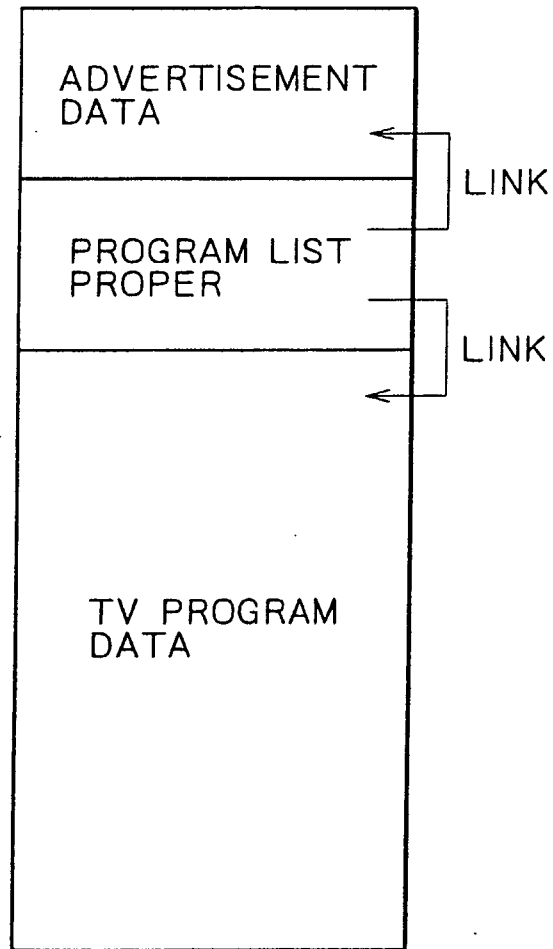 ADVERTISEMENT
DATA
LINK
PROGRAM LIST
PROPER
LINK
TV PROGRAM
DATA